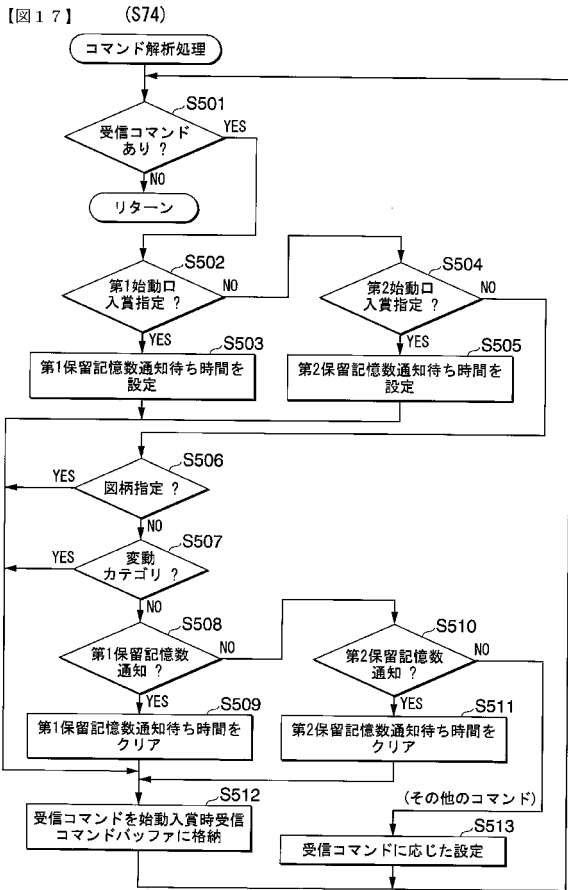 【図17】 (S74)
コマンド解析処理
S501
受信コマンド
あり ?
YES
NO
リターン
S502
第1始動口
入賞指定 ?
NO
YES
S504
第2始動口
入賞指定 ?
NO
YES
S503
第1保留記憶数通知待ち時間を
設定
S505
第2保留記憶数通知待ち時間を
設定
S506
図柄指定 ?
YES
NO
S507
変動
カテゴリ ?
YES
NO
S508
第1保留記憶数
通知 ?
NO
YES
S510
第2保留記憶数
通知 ?
NO
YES
S509
第1保留記憶数通知待ち時間を
クリア
S511
第2保留記憶数通知待ち時間を
クリア
(その他のコマンド)
S512
受信コマンドを始動入賞時受信
コマンドバッファに格納
S513
受信コマンドに応じた設定